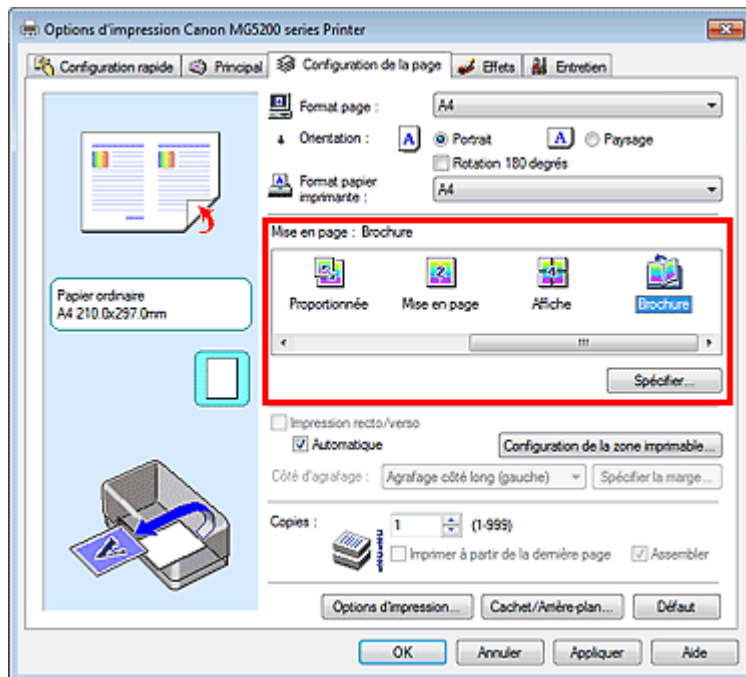 Options d'impression Canon MG5200 series Printer
Configuration rapide Principal Configuration de la page Effets Entretien
Format page : A4
Orientation : A Portrait A Paysage
Rotation 180 degrés
Format papier
imprimante : A4
Mise en page : Brochure
Proportionnée Mise en page Affiche Brochure
Papier ordinaire
A4 210.0x297.0mm
Spécifier...
Impression recto/verso
Automatique Configuration de la zone imprimable...
Côté d'agrafage : Agrafage côté long (gauche) Spécifier la marge...
Copies : 1 (1-999)
Imprimer à partir de la dernière page Assembler
Options d'impression... Cachet/Arrière-plan... Défaut
OK Annuler Appliquer Aide